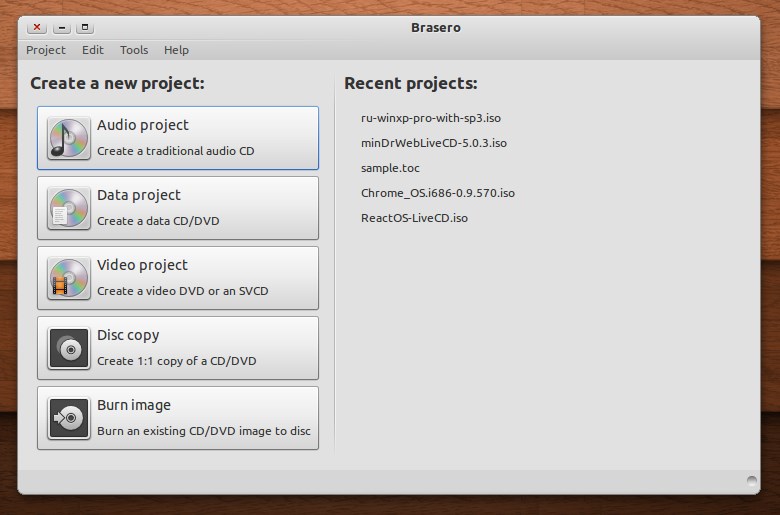 Brasero
Project Edit Tools Help
Create a new project:
Audio project
Create a traditional audio CD
Data project
Create a data CD/DVD
Video project
Create a video DVD or an SVCD
Disc copy
Create 1:1 copy of a CD/DVD
Burn image
Burn an existing CD/DVD image to disc
Recent projects:
ru-winxp-pro-with-sp3.iso
minDrWebLiveCD-5.0.3.iso
sample.toc
Chrome_OS.i686-0.9.570.iso
ReactOS-LiveCD.iso